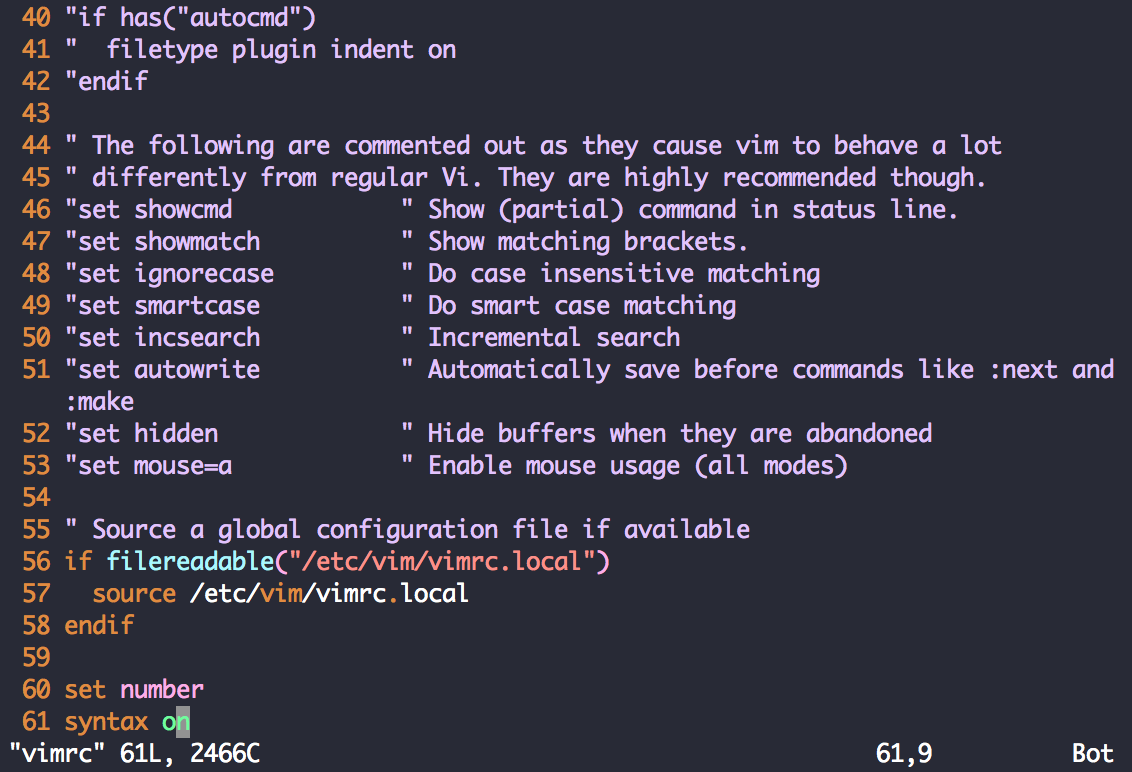 40 "if has("autocmd")
41 "  filetype plugin indent on
42 "endif
43
44 " The following are commented out as they cause vim to behave a lot
45 " differently from regular Vi. They are highly recommended though.
46 "set showcmd            " Show (partial) command in status line.
47 "set showmatch          " Show matching brackets.
48 "set ignorecase         " Do case insensitive matching
49 "set smartcase          " Do smart case matching
50 "set incsearch          " Incremental search
51 "set autowrite          " Automatically save before commands like :next and
   :make
52 "set hidden             " Hide buffers when they are abandoned
53 "set mouse=a            " Enable mouse usage (all modes)
54
55 " Source a global configuration file if available
56 if filereadable("/etc/vim/vimrc.local")
57   source /etc/vim/vimrc.local
58 endif
59
60 set number
61 syntax on
"vimrc" 61L, 2466C                                            61,9          Bot